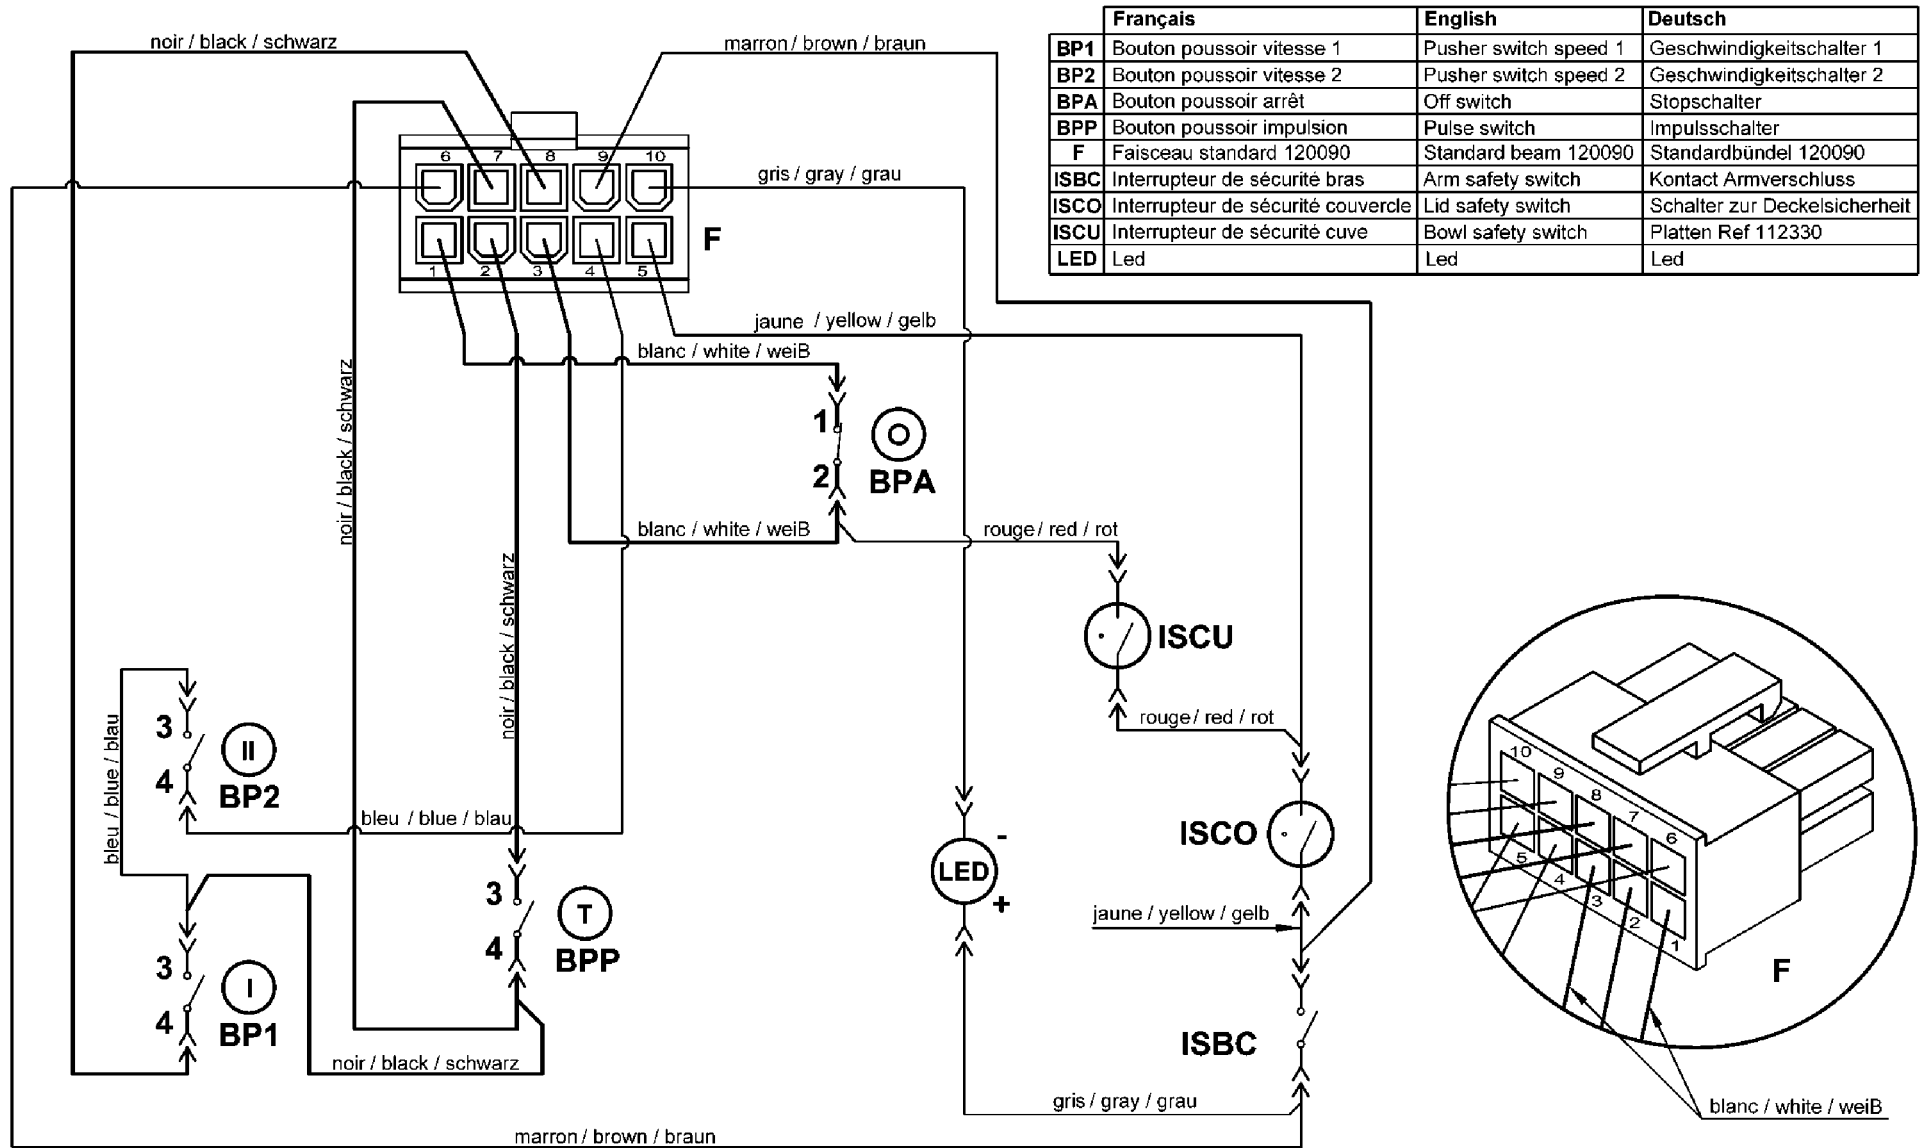 Français English Deutsch
BP1 Bouton poussoir vitesse 1 Pusher switch speed 1 Geschwindigkeitschalter 1
BP2 Bouton poussoir vitesse 2 Pusher switch speed 2 Geschwindigkeitschalter 2
BPA Bouton poussoir arrêt Off switch Stopschalter
BPP Bouton poussoir impulsion Pulse switch Impulsschalter
F Faisceau standard 120090 Standard beam 120090 Standardbündel 120090
ISBC Interrupteur de sécurité bras Arm safety switch Kontact Armverschluss
ISCO Interrupteur de sécurité couvercle Lid safety switch Schalter zur Deckelsicherheit
ISCU Interrupteur de sécurité cuve Bowl safety switch Platten Ref 112330
LED Led Led Led
noir / black / schwarz
marron / brown / braun
6 7 8 9 10
gris / gray / grau
F
1 2 3 4 5
jaune / yellow / gelb
blanc / white / weiB
noir / black / schwarz
1
O
2
BPA
blanc / white / weiB
rouge / red / rot
noir / black / schwarz
ISCU
rouge / red / rot
bleu / blue / blau
3
II
4
BP2
bleu / blue / blau
ISCO
-
LED
+
3
T
4
BPP
jaune / yellow / gelb
3
I
4
BP1
ISBC
noir / black / schwarz
gris / gray / grau
marron / brown / braun
10 9 8 7 6
5 4 3 2 1
F
blanc / white / weiB